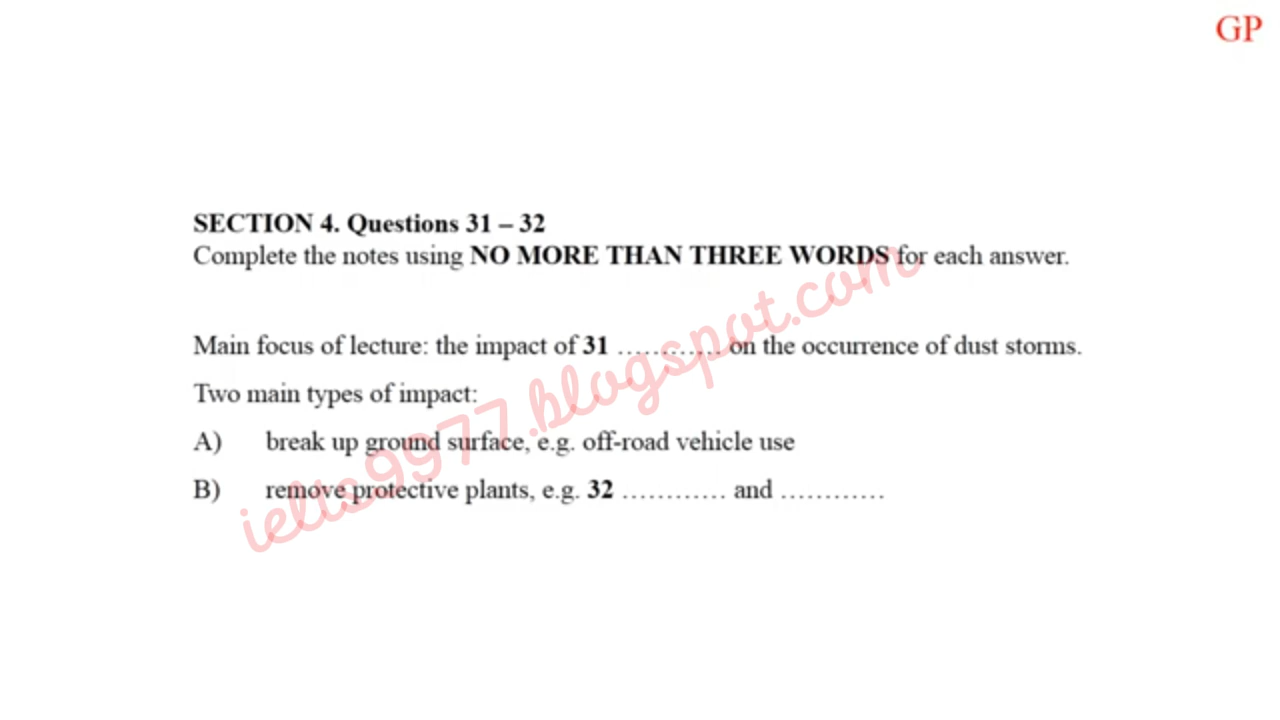 GP
SECTION 4. Questions 31 – 32
Complete the notes using NO MORE THAN THREE WORDS for each answer.
Main focus of lecture: the impact of 31 ............ on the occurrence of dust storms.
Two main types of impact:
A) break up ground surface, e.g. off-road vehicle use
B) remove protective plants, e.g. 32 ............ and ............
ielts9977.blogspot.com